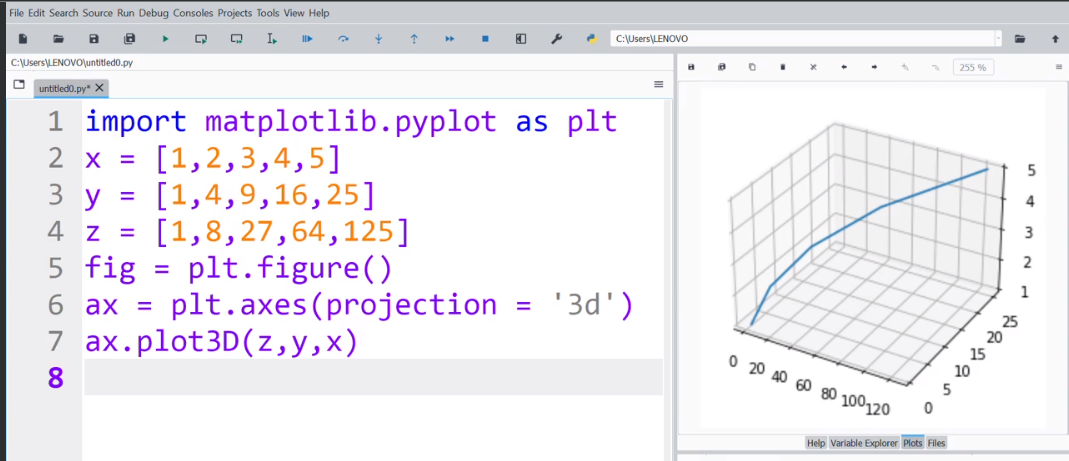 File Edit Search Source Run Debug Consoles Projects Tools View Help
C:\Users\LENOVO
C:\Users\LENOVO\untitled0.py
255 %
untitled0.py* X
1 import matplotlib.pyplot as plt
2 x = [1,2,3,4,5]
3 y = [1,4,9,16,25]
4 z = [1,8,27,64,125]
5 fig = plt.figure()
6 ax = plt.axes(projection = '3d')
7 ax.plot3D(z,y,x)
8
5
4
3
2
1
25
20
15
10
5
0
0 20 40 60 80 100 120
Help Variable Explorer Plots Files